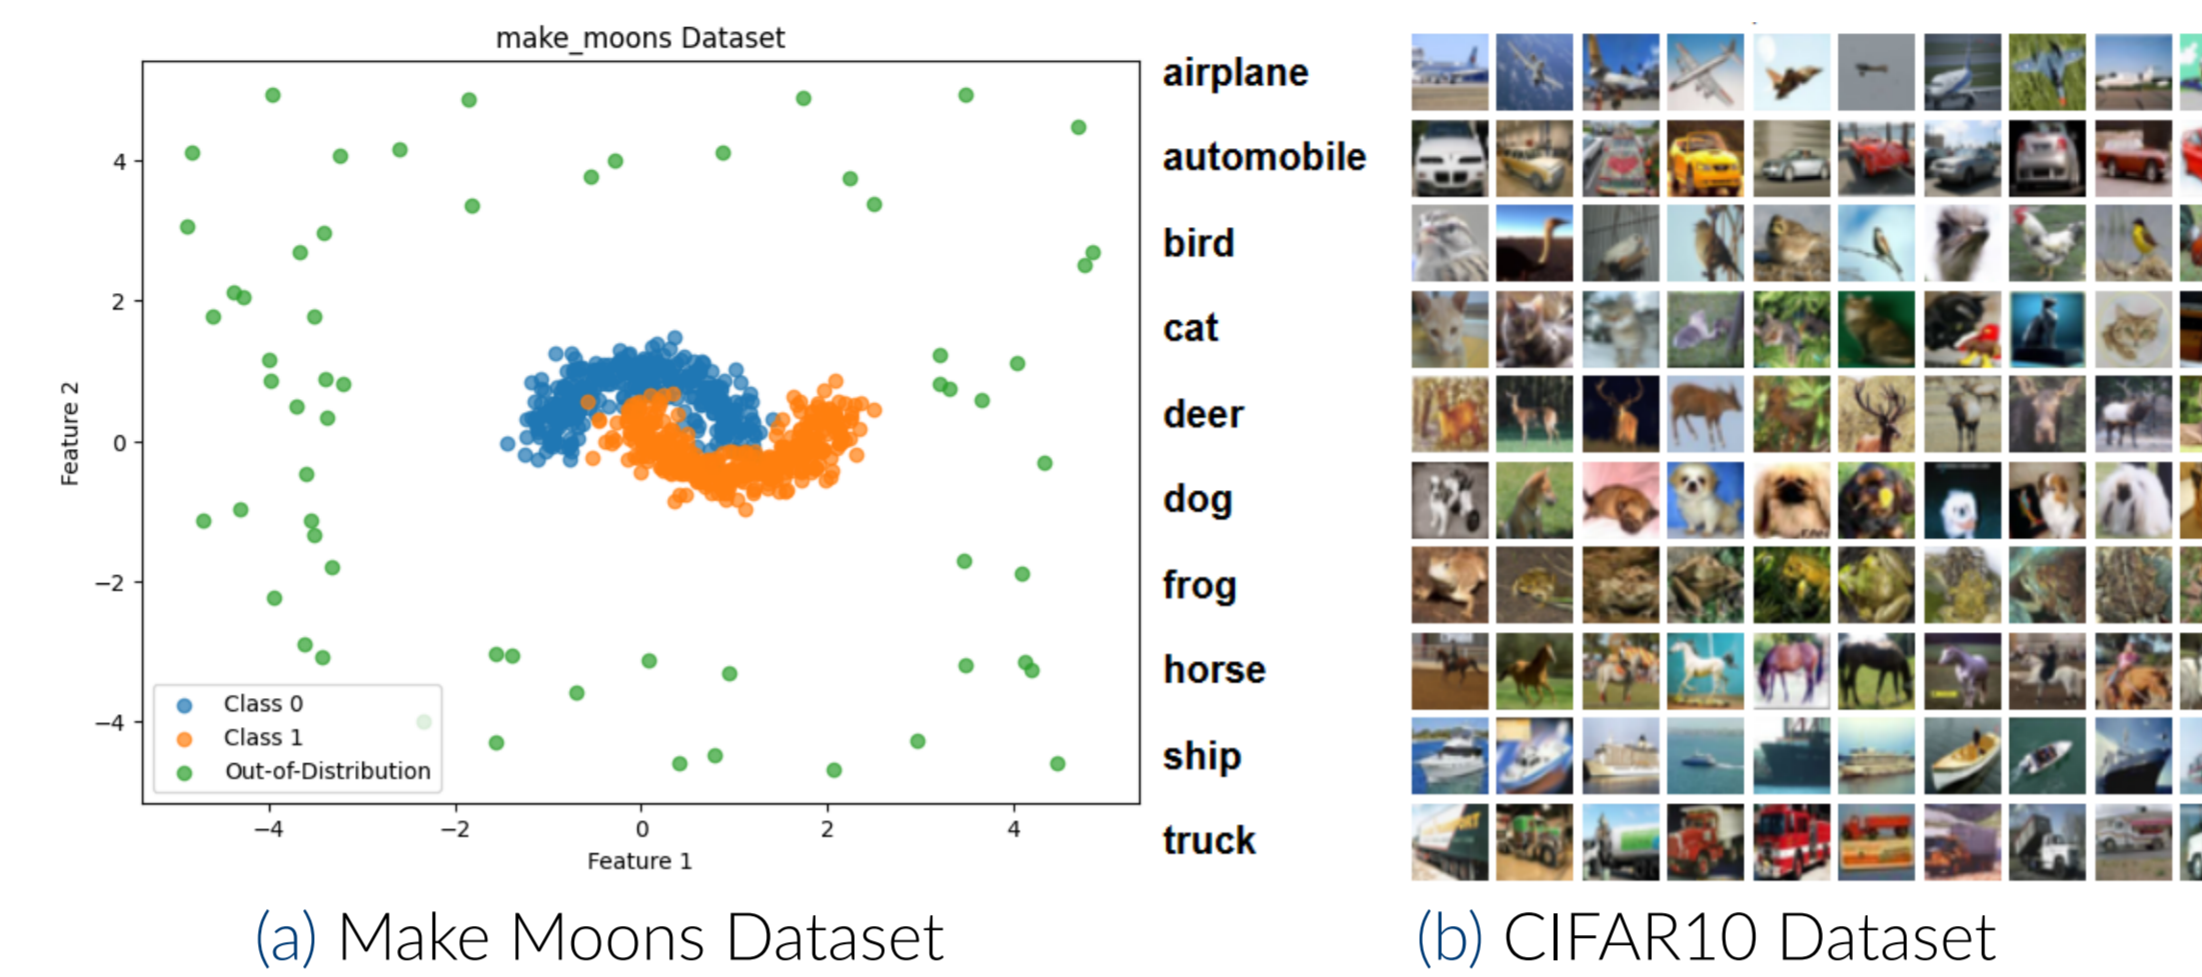 make_moons Dataset
Feature 2
4
2
0
−2
−4
Class 0
Class 1
Out-of-Distribution
−4
−2
0
2
4
Feature 1
(a) Make Moons Dataset
airplane
automobile
bird
cat
deer
dog
frog
horse
ship
truck
(b) CIFAR10 Dataset